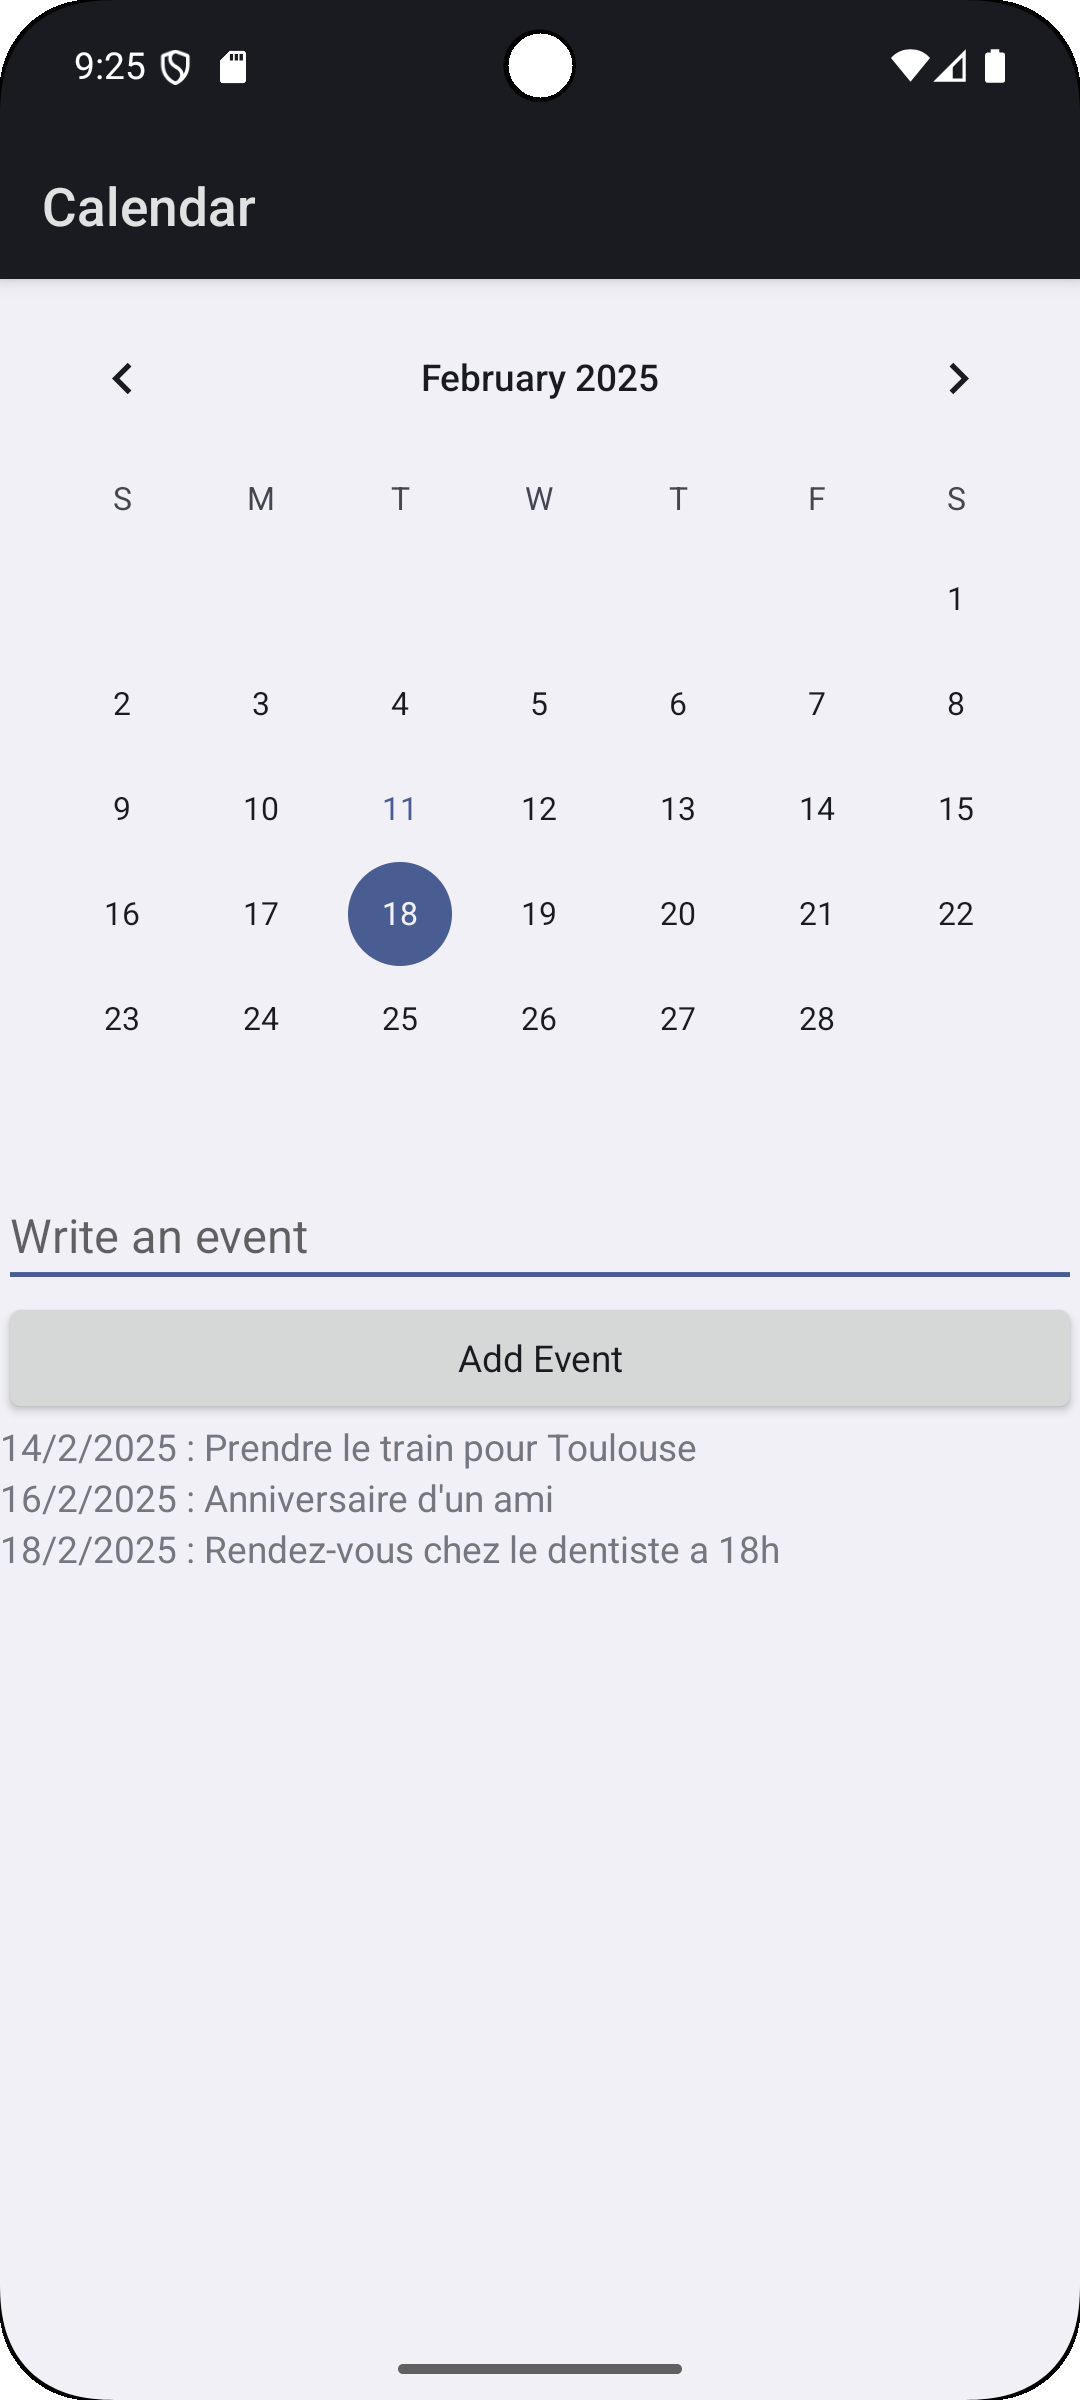 9:25
Calendar
February 2025
S M T W T F S
1
2 3 4 5 6 7 8
9 10 11 12 13 14 15
16 17 18 19 20 21 22
23 24 25 26 27 28
Write an event
Add Event
14/2/2025 : Prendre le train pour Toulouse
16/2/2025 : Anniversaire d'un ami
18/2/2025 : Rendez-vous chez le dentiste a 18h